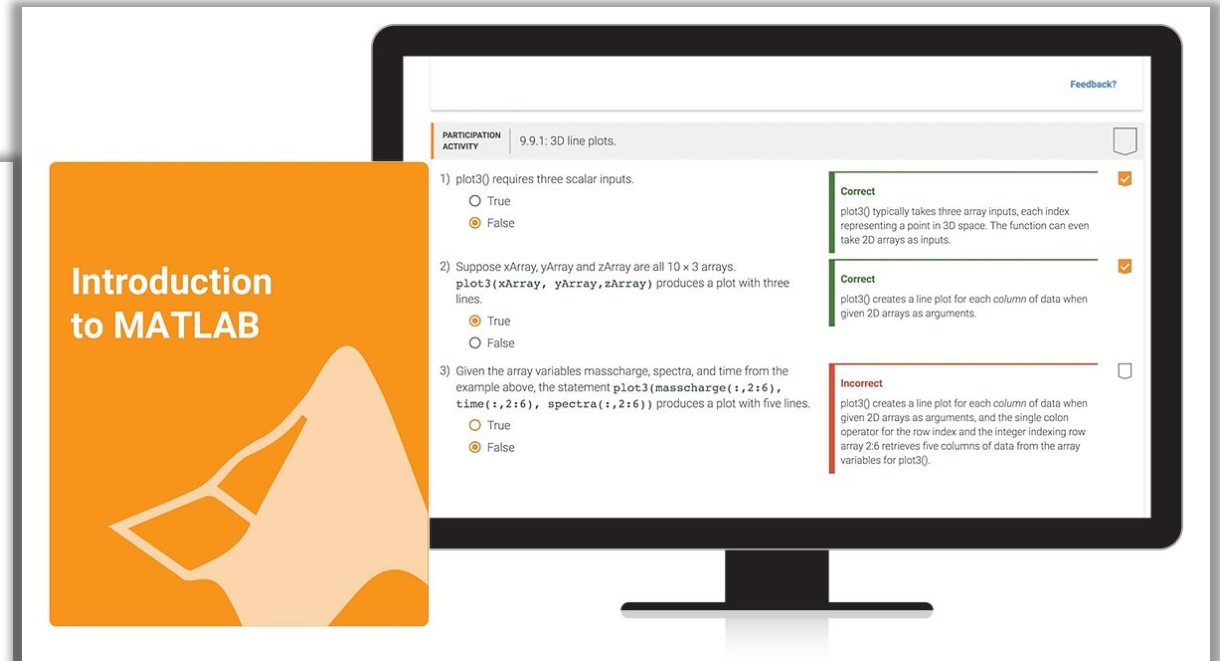 Introduction
to MATLAB
Feedback?
PARTICIPATION
ACTIVITY
9.9.1: 3D line plots.
1) plot3() requires three scalar inputs.
True
False
Correct
plot3() typically takes three array inputs, each index
representing a point in 3D space. The function can even
take 2D arrays as inputs.
2) Suppose xArray, yArray and zArray are all 10 × 3 arrays.
plot3(xArray, yArray,zArray) produces a plot with three
lines.
True
False
Correct
plot3() creates a line plot for each column of data when
given 2D arrays as arguments.
3) Given the array variables masscharge, spectra, and time from the
example above, the statement plot3(masscharge(:,2:6),
time(:,2:6), spectra(:,2:6)) produces a plot with five lines.
True
False
Incorrect
plot3() creates a line plot for each column of data when
given 2D arrays as arguments, and the single colon
operator for the row index and the integer indexing row
array 2:6 retrieves five columns of data from the array
variables for plot3().